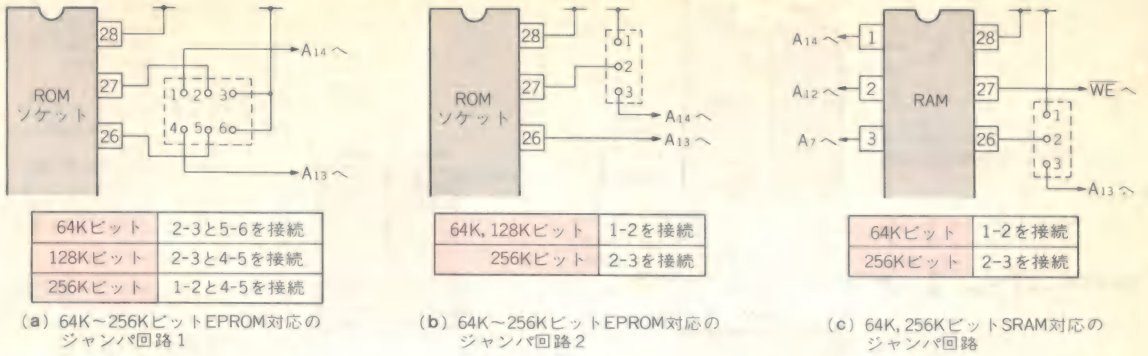 28
27
26
ROM
ソケット
1 2 3
4 5 6
A14へ
A13へ
64Kビット 2-3と5-6を接続
128Kビット 2-3と4-5を接続
256Kビット 1-2と4-5を接続
(a) 64K~256KビットEPROM対応の
ジャンパ回路1
28
27
26
ROM
ソケット
1
2
3
A14へ
A13へ
64K, 128Kビット 1-2を接続
256Kビット 2-3を接続
(b) 64K~256KビットEPROM対応の
ジャンパ回路2
A14へ 1
A12へ 2
A7へ 3
RAM
28
27
26
WEへ
1
2
3
A13へ
64Kビット 1-2を接続
256Kビット 2-3を接続
(c) 64K, 256KビットSRAM対応の
ジャンパ回路